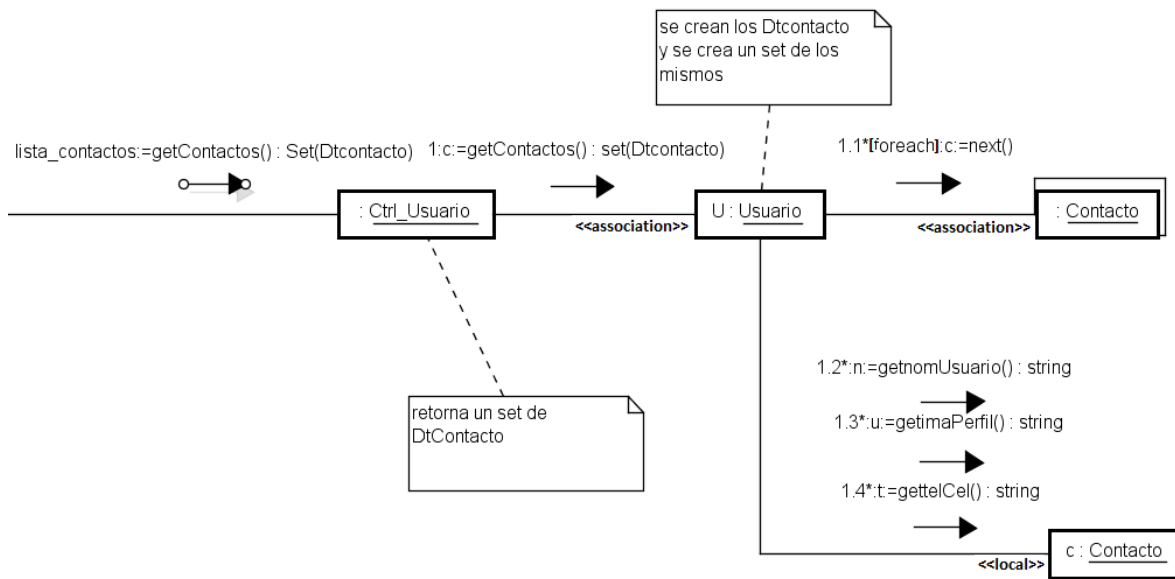 se crean los Dtcontacto
y se crea un set de los
mismos
lista_contactos:=getContactos() : Set(Dtcontacto)
1:c:=getContactos() : set(Dtcontacto)
1.1*[foreach]:c:=next()
: Ctrl_Usuario
<<association>>
U : Usuario
<<association>>
: Contacto
1.2*:n:=getnomUsuario() : string
1.3*:u:=getimaPerfil() : string
1.4*:t:=gettelCel() : string
retorna un set de
DtContacto
<<local>>
c : Contacto